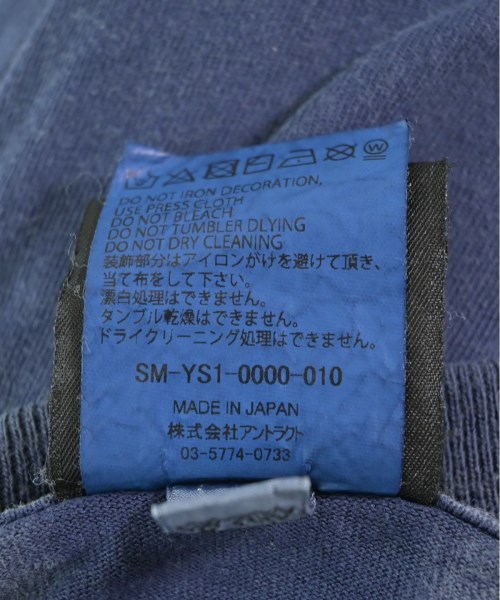 DO NOT IRON DECORATION,
USE PRESS CLOTH
DO NOT BLEACH
DO NOT TUMBLER DLYING
DO NOT DRY CLEANING
装飾部分はアイロンがけを避けて頂き、
当て布をして下さい。
漂白処理はできません。
タンブル乾燥はできません。
ドライクリーニング処理はできません。
SM-YS1-0000-010
MADE IN JAPAN
株式会社アントラクト
03-5774-0733